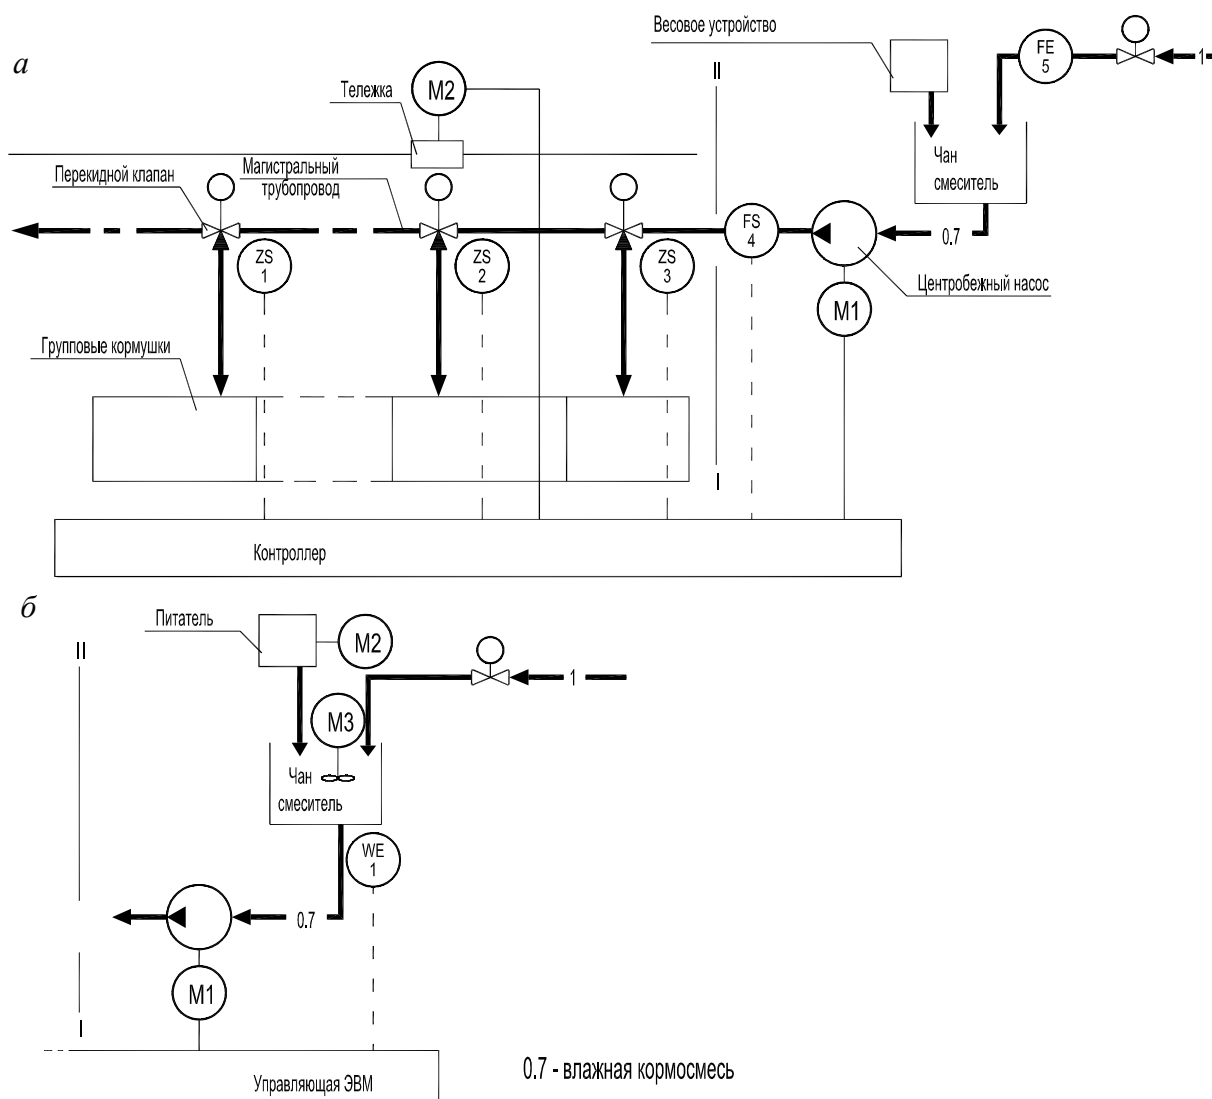 а
Весовое устройство
FE
5
1
II
M2
Тележка
Перекидной клапан
Магистральный
трубопровод
Чан
смеситель
FS
4
0.7
ZS
1
ZS
2
ZS
3
Центробежный насос
M1
Групповые кормушки
I
Контроллер
б
Питатель
M2
II
1
M3
Чан
смеситель
WE
1
0.7
M1
I
0.7 - влажная кормосмесь
Управляющая ЭВМ